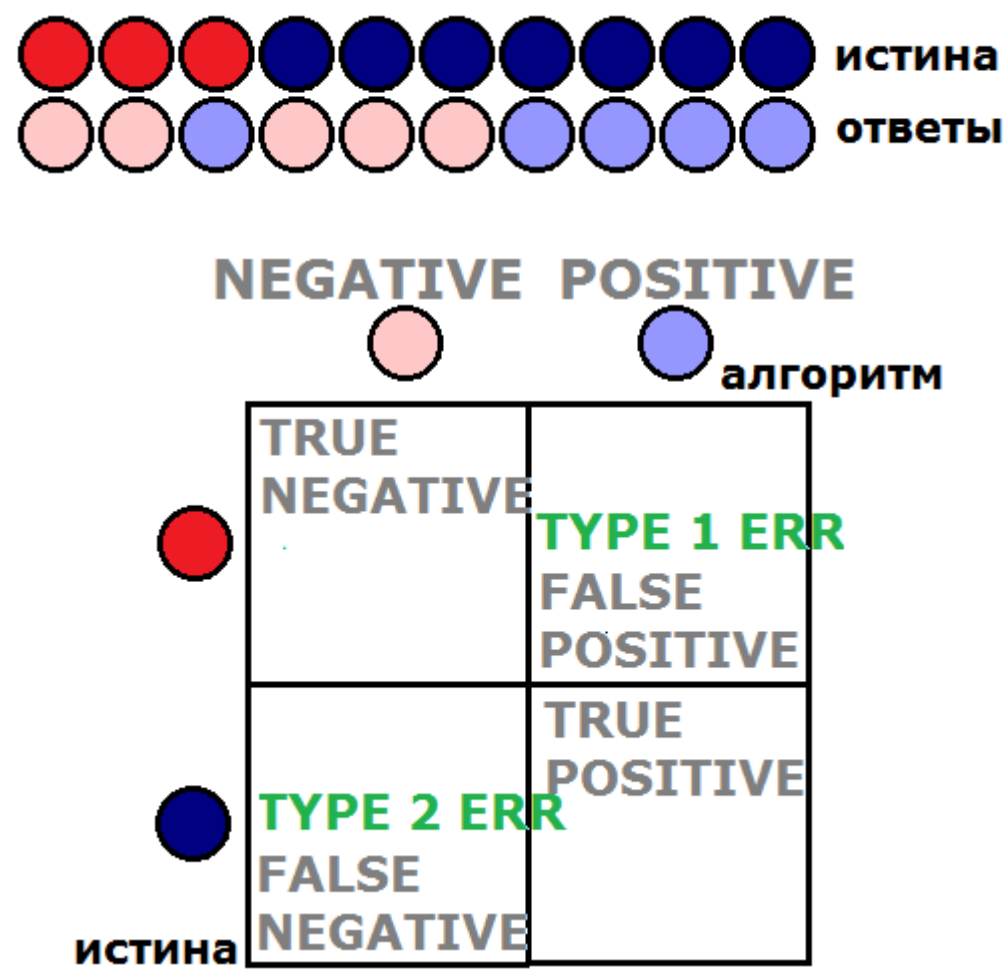 истина
ответы
NEGATIVE POSITIVE
алгоритм
TRUE
NEGATIVE
TYPE 1 ERR
FALSE
POSITIVE
TRUE
POSITIVE
TYPE 2 ERR
FALSE
NEGATIVE
истина